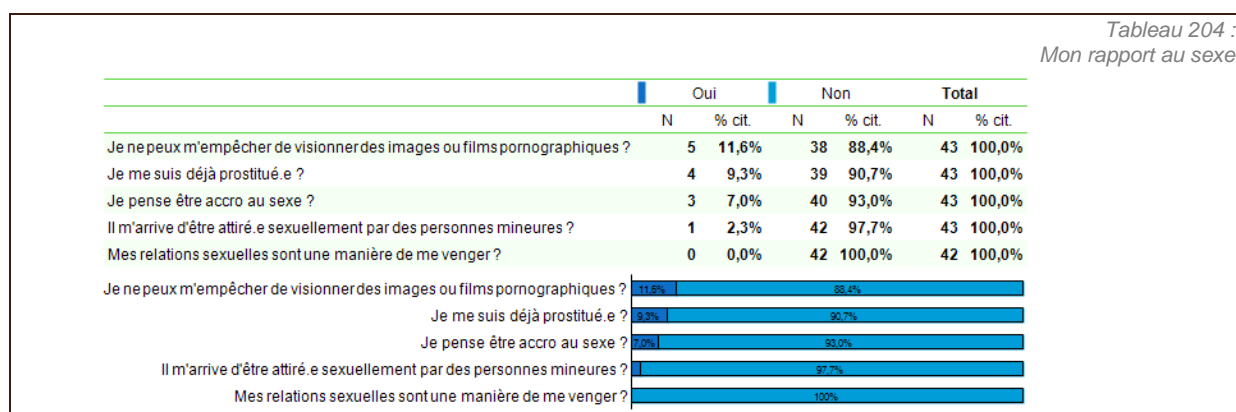 Tableau 204 :
Mon rapport au sexe
Oui Non Total
N % cit. N % cit. N % cit.
Je ne peux m'empêcher de visionner des images ou films pornographiques ? 5 11,6% 38 88,4% 43 100,0%
Je me suis déjà prostitué.e ? 4 9,3% 39 90,7% 43 100,0%
Je pense être accro au sexe ? 3 7,0% 40 93,0% 43 100,0%
Il m'arrive d'être attiré.e sexuellement par des personnes mineures ? 1 2,3% 42 97,7% 43 100,0%
Mes relations sexuelles sont une manière de me venger ? 0 0,0% 42 100,0% 42 100,0%
Je ne peux m'empêcher de visionner des images ou films pornographiques ? 11,6% 88,4%
Je me suis déjà prostitué.e ? 9,3% 90,7%
Je pense être accro au sexe ? 7,0% 93,0%
Il m'arrive d'être attiré.e sexuellement par des personnes mineures ? 97,7%
Mes relations sexuelles sont une manière de me venger ? 100%